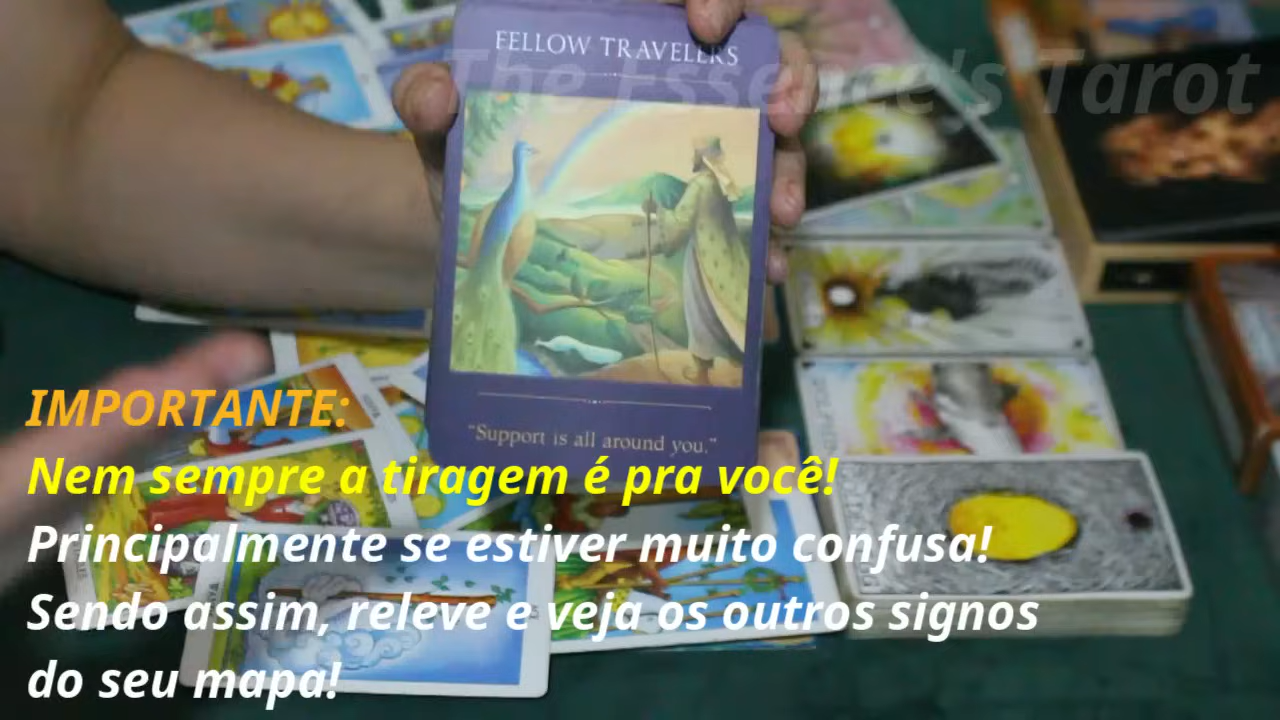 FELLOW TRAVELERS
The Essence's Tarot
"Support is all around you."
IMPORTANTE:
Nem sempre a tiragem é pra você!
Principalmente se estiver muito confusa!
Sendo assim, releve e veja os outros signos
do seu mapa!